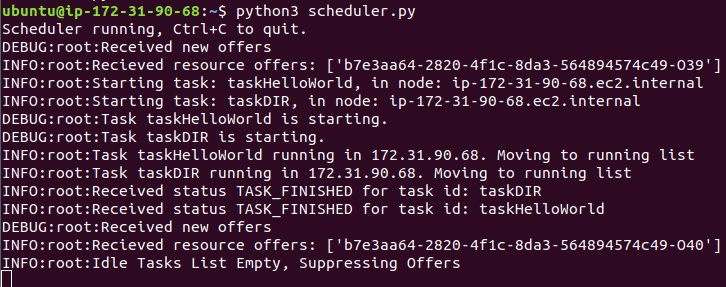 ubuntu@ip-172-31-90-68:~$ python3 scheduler.py
Scheduler running, Ctrl+C to quit.
DEBUG:root:Received new offers
INFO:root:Recieved resource offers: ['b7e3aa64-2820-4f1c-8da3-564894574c49-O39']
INFO:root:Starting task: taskHelloWorld, in node: ip-172-31-90-68.ec2.internal
INFO:root:Starting task: taskDIR, in node: ip-172-31-90-68.ec2.internal
DEBUG:root:Task taskHelloWorld is starting.
DEBUG:root:Task taskDIR is starting.
INFO:root:Task taskHelloWorld running in 172.31.90.68. Moving to running list
INFO:root:Task taskDIR running in 172.31.90.68. Moving to running list
INFO:root:Received status TASK_FINISHED for task id: taskDIR
INFO:root:Received status TASK_FINISHED for task id: taskHelloWorld
DEBUG:root:Received new offers
INFO:root:Recieved resource offers: ['b7e3aa64-2820-4f1c-8da3-564894574c49-O40']
INFO:root:Idle Tasks List Empty, Suppressing Offers